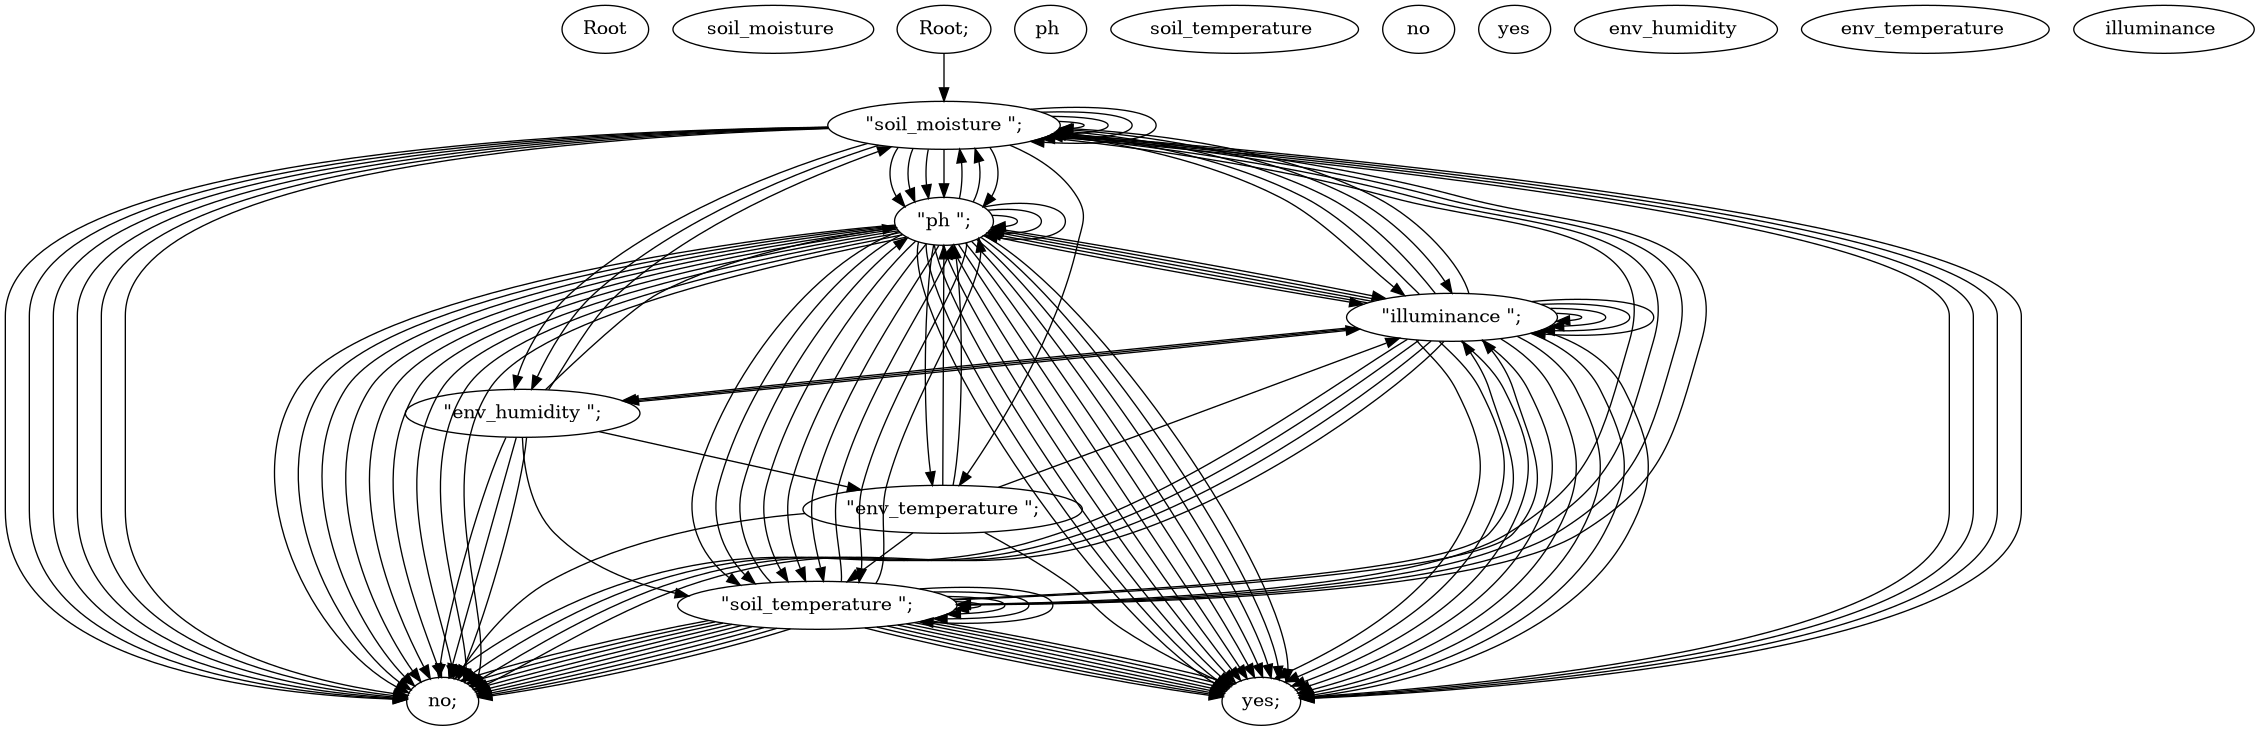 Root
soil_moisture
Root;
ph
soil_temperature
no
yes
env_humidity
env_temperature
illuminance
"soil_moisture ";
"ph ";
"illuminance ";
"env_humidity ";
"env_temperature ";
"soil_temperature ";
no;
yes;